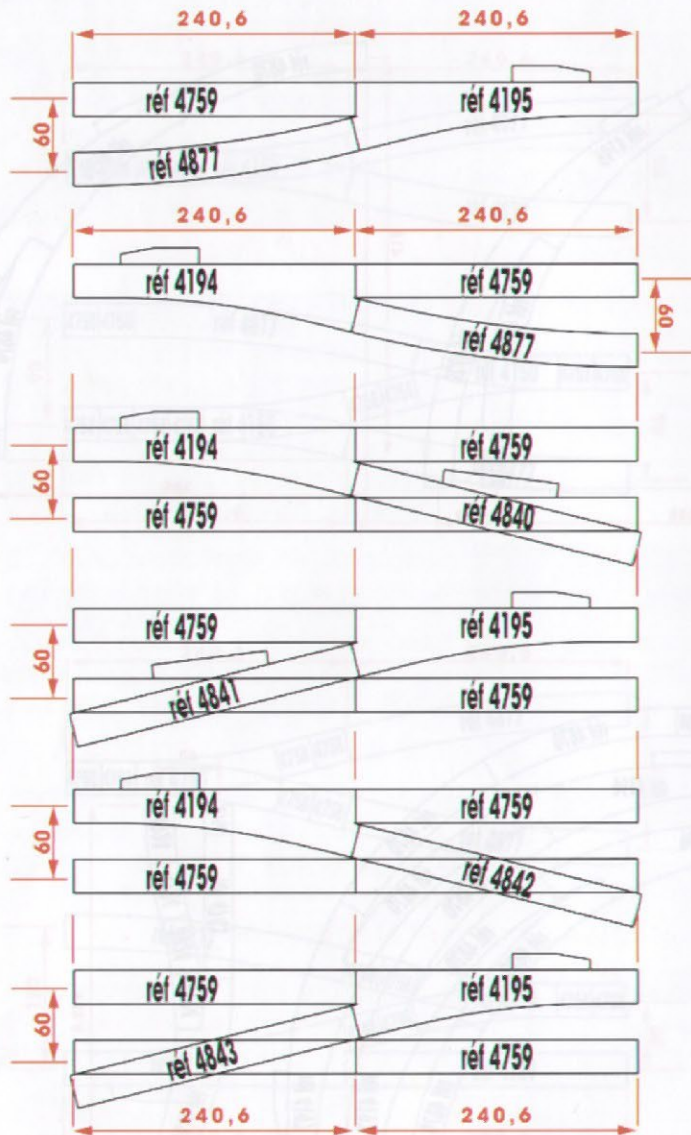 240,6 240,6
réf 4759 réf 4195
60
réf 4877
240,6 240,6
réf 4194 réf 4759
60
réf 4877
réf 4194 réf 4759
60
réf 4759 réf 4840
réf 4759 réf 4195
60
réf 4841 réf 4759
réf 4194 réf 4759
60
réf 4759 réf 4842
réf 4759 réf 4195
60
réf 4843 réf 4759
240,6 240,6